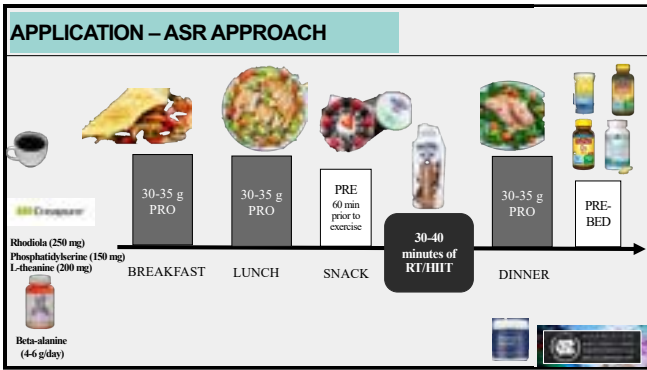 APPLICATION – ASR APPROACH
Creapure
Rhodiola (250 mg)
Phosphatidylserine (150 mg)
L-theanine (200 mg)
Beta-alanine
(4-6 g/day)
30-35 g
PRO
BREAKFAST
30-35 g
PRO
LUNCH
PRE
60 min
prior to
exercise
SNACK
30-40
minutes of
RT/HIIT
30-35 g
PRO
DINNER
PRE-
BED